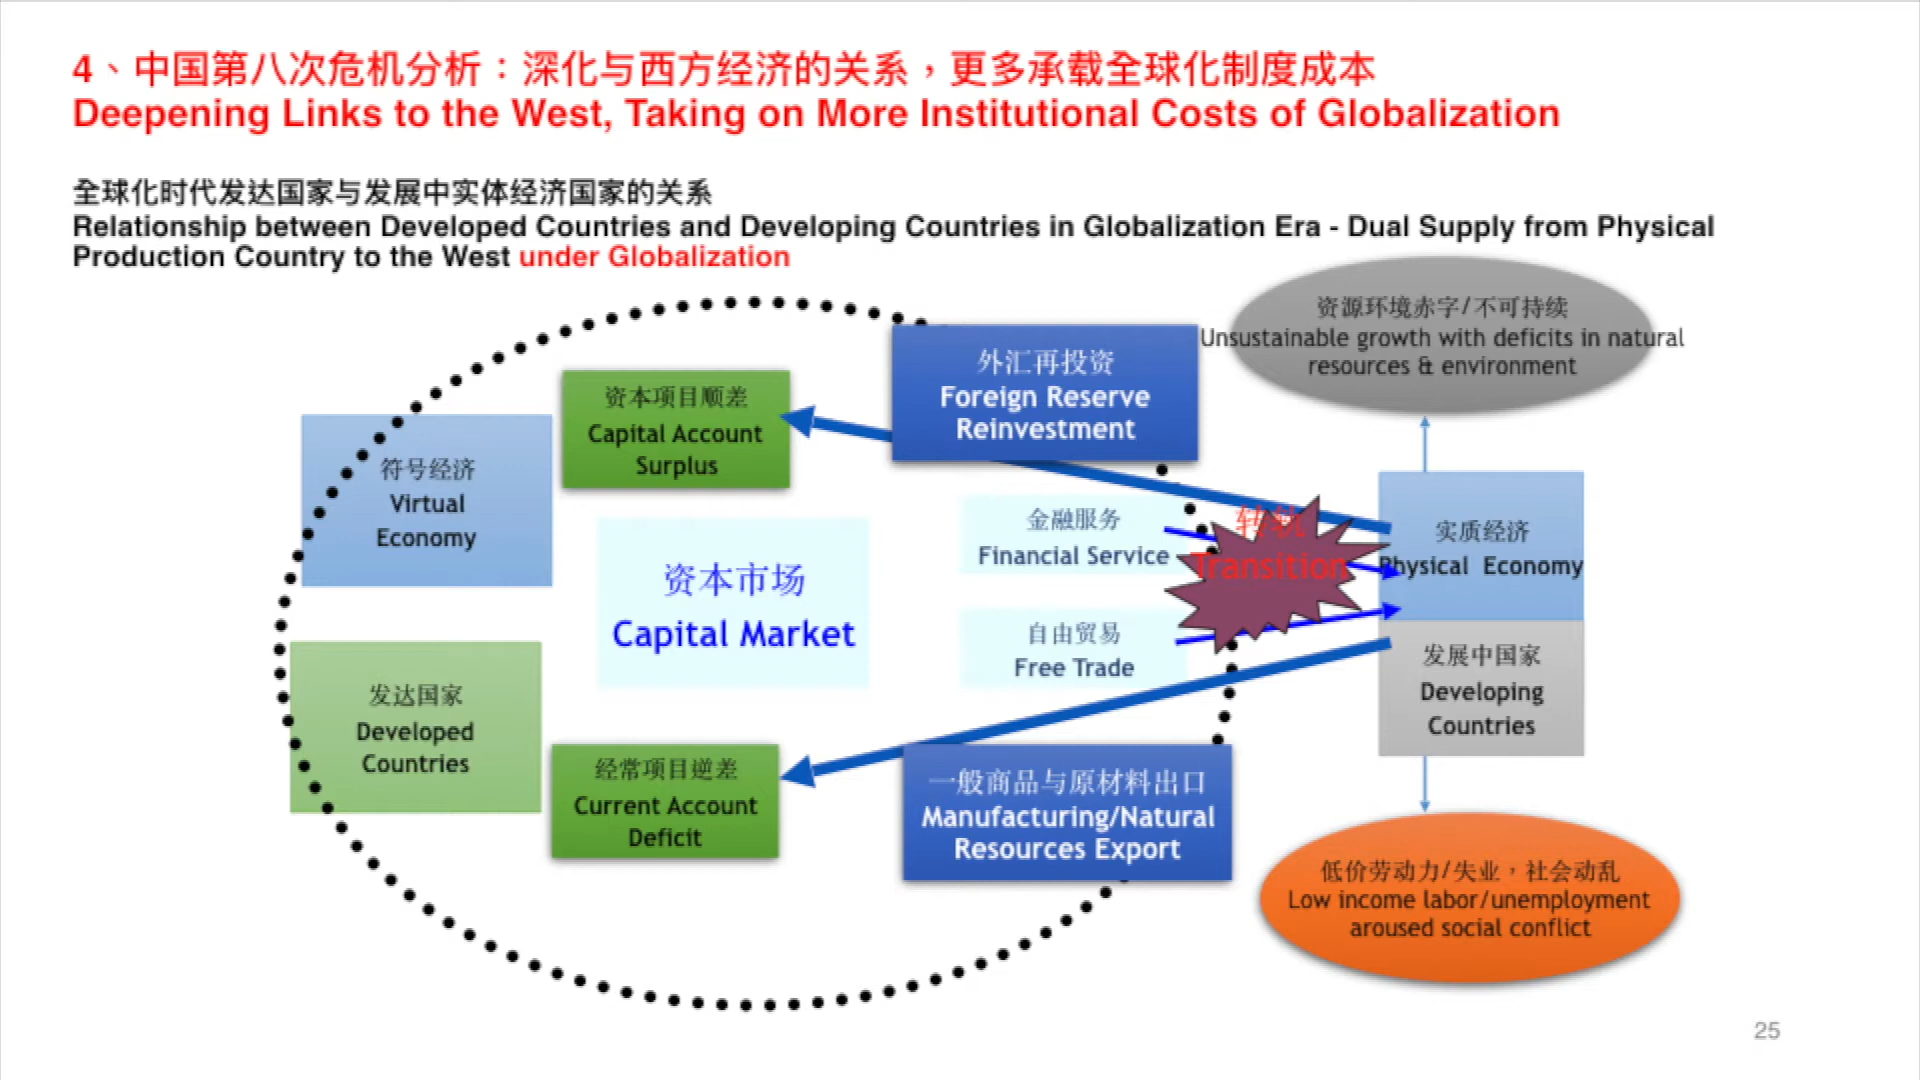 4、中国第八次危机分析：深化与西方经济的关系，更多承载全球化制度成本
Deepening Links to the West, Taking on More Institutional Costs of Globalization
全球化时代发达国家与发展中实体经济国家的关系
Relationship between Developed Countries and Developing Countries in Globalization Era - Dual Supply from Physical
Production Country to the West under Globalization
资源环境赤字/不可持续
Unsustainable growth with deficits in natural
resources & environment
外汇再投资
Foreign Reserve
Reinvestment
资本项目顺差
Capital Account
Surplus
符号经济
Virtual
Economy
金融服务
Financial Service
转轨
Transition
实质经济
Physical Economy
资本市场
Capital Market
自由贸易
Free Trade
发展中国家
Developing
Countries
发达国家
Developed
Countries
经常项目逆差
Current Account
Deficit
一般商品与原材料出口
Manufacturing/Natural
Resources Export
低价劳动力/失业，社会动乱
Low income labor/unemployment
aroused social conflict
25